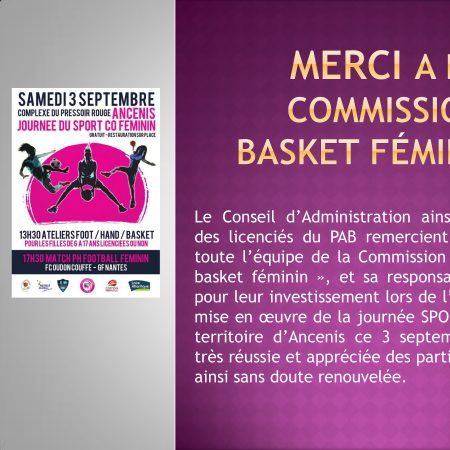 SAMEDI 3 SEPTEMBRE
COMPLEXE DU PRESSOIR ROUGE ANCENIS
JOURNEE DU SPORT CO FEMININ
GRATUIT - RESTAURATION SUR PLACE
13H30 ATELIERS FOOT / HAND / BASKET
POUR LES FILLES DE 6 A 17 ANS LICENCIEES OU NON
17H30 MATCH PH FOOTBALL FEMININ
FC OUDON COUFFE - GF NANTES
MERCI A
COMMISSIO
BASKET FÉMI
Le Conseil d'Administration ains
des licenciés du PAB remercient
toute l'équipe de la Commission
basket féminin », et sa responsa
pour leur investissement lors de l'
mise en œuvre de la journée SPO
territoire d'Ancenis ce 3 septem
très réussie et appréciée des parti
ainsi sans doute renouvelée.